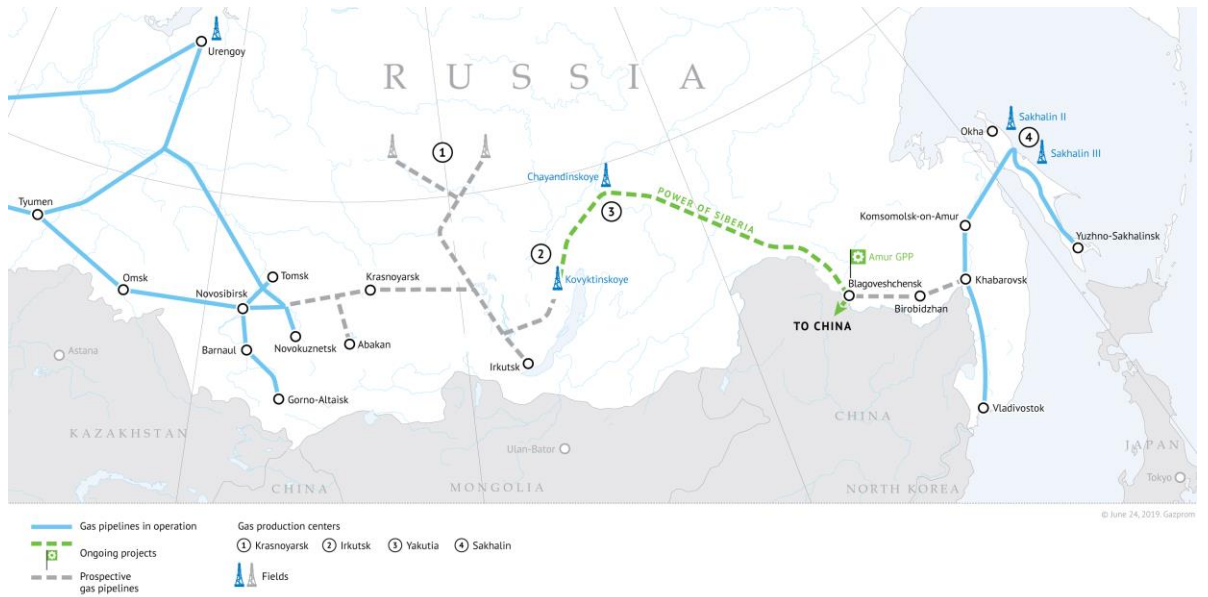 Urengoy
RUSSIA
1
Okha
Sakhalin II
4
Sakhalin III
Chayandinskoye
3
POWER OF SIBERIA
Tyumen
Komsomolsk-on-Amur
Yuzhno-Sakhalinsk
2
Amur GPP
Omsk
Tomsk
Krasnoyarsk
Kovyktinskoye
Novosibirsk
Blagoveshchensk
Khabarovsk
Birobidzhan
TO CHINA
Astana
Barnaul
Novokuznetsk
Abakan
Irkutsk
Gorno-Altaisk
Vladivostok
CHINA
KAZAKHSTAN
Ulan-Bator
JAPAN
Tokyo
CHINA
MONGOLIA
NORTH KOREA
© June 24, 2019. Gazprom
Gas pipelines in operation
Ongoing projects
Prospective
gas pipelines
Gas production centers
1 Krasnoyarsk 2 Irkutsk 3 Yakutia 4 Sakhalin
Fields